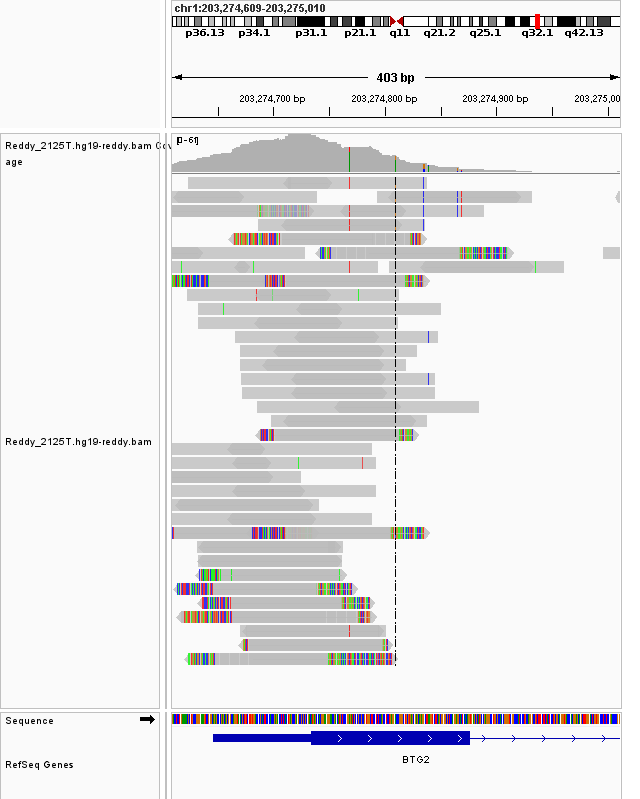 chr1:203,274,609-203,275,010
p36.13 p34.1 p31.1 p21.1 q11 q21.2 q25.1 q32.1 q42.13
403 bp
203,274,700 bp 203,274,800 bp 203,274,900 bp 203,275,00
[0-61]
Reddy_2125T.hg19-reddy.bam Cov
age
Reddy_2125T.hg19-reddy.bam
Sequence
RefSeq Genes
BTG2